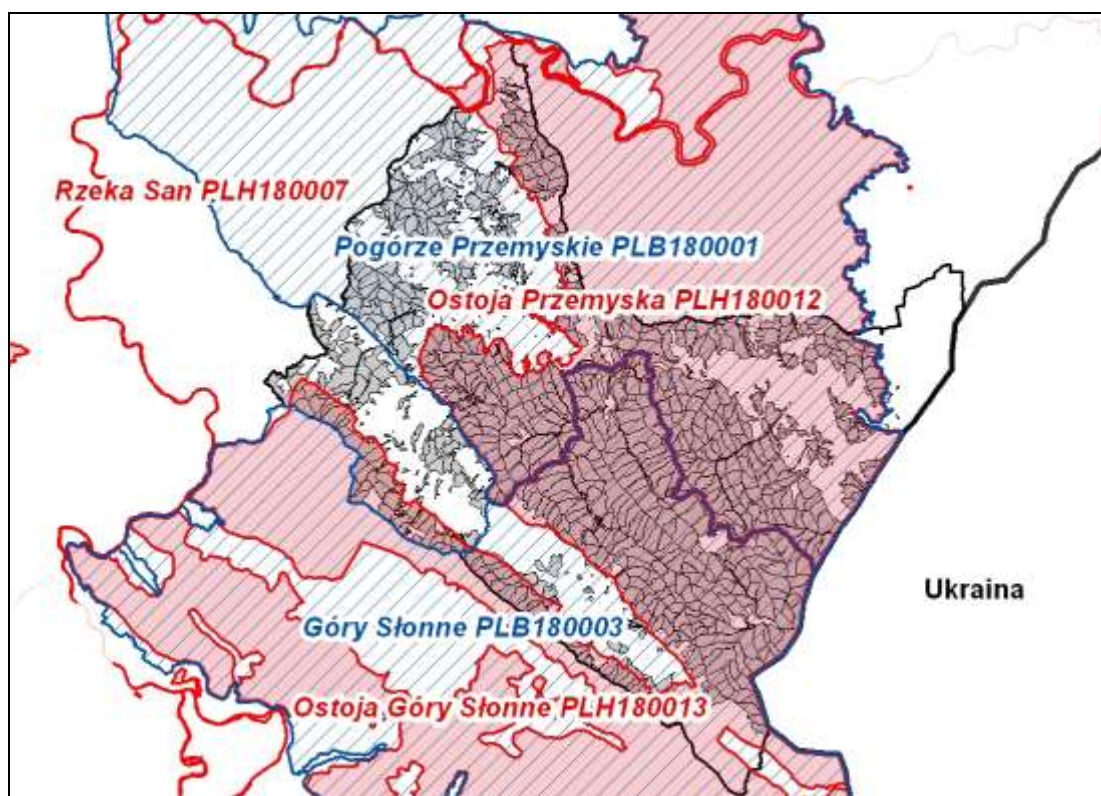 Rzeka San PLH180007
Pogórze Przemyskie PLB180001
Ostoja Przemyska PLH180012
Ukraina
Góry Słonne PLB180003
Ostoja Góry Słonne PLH180013